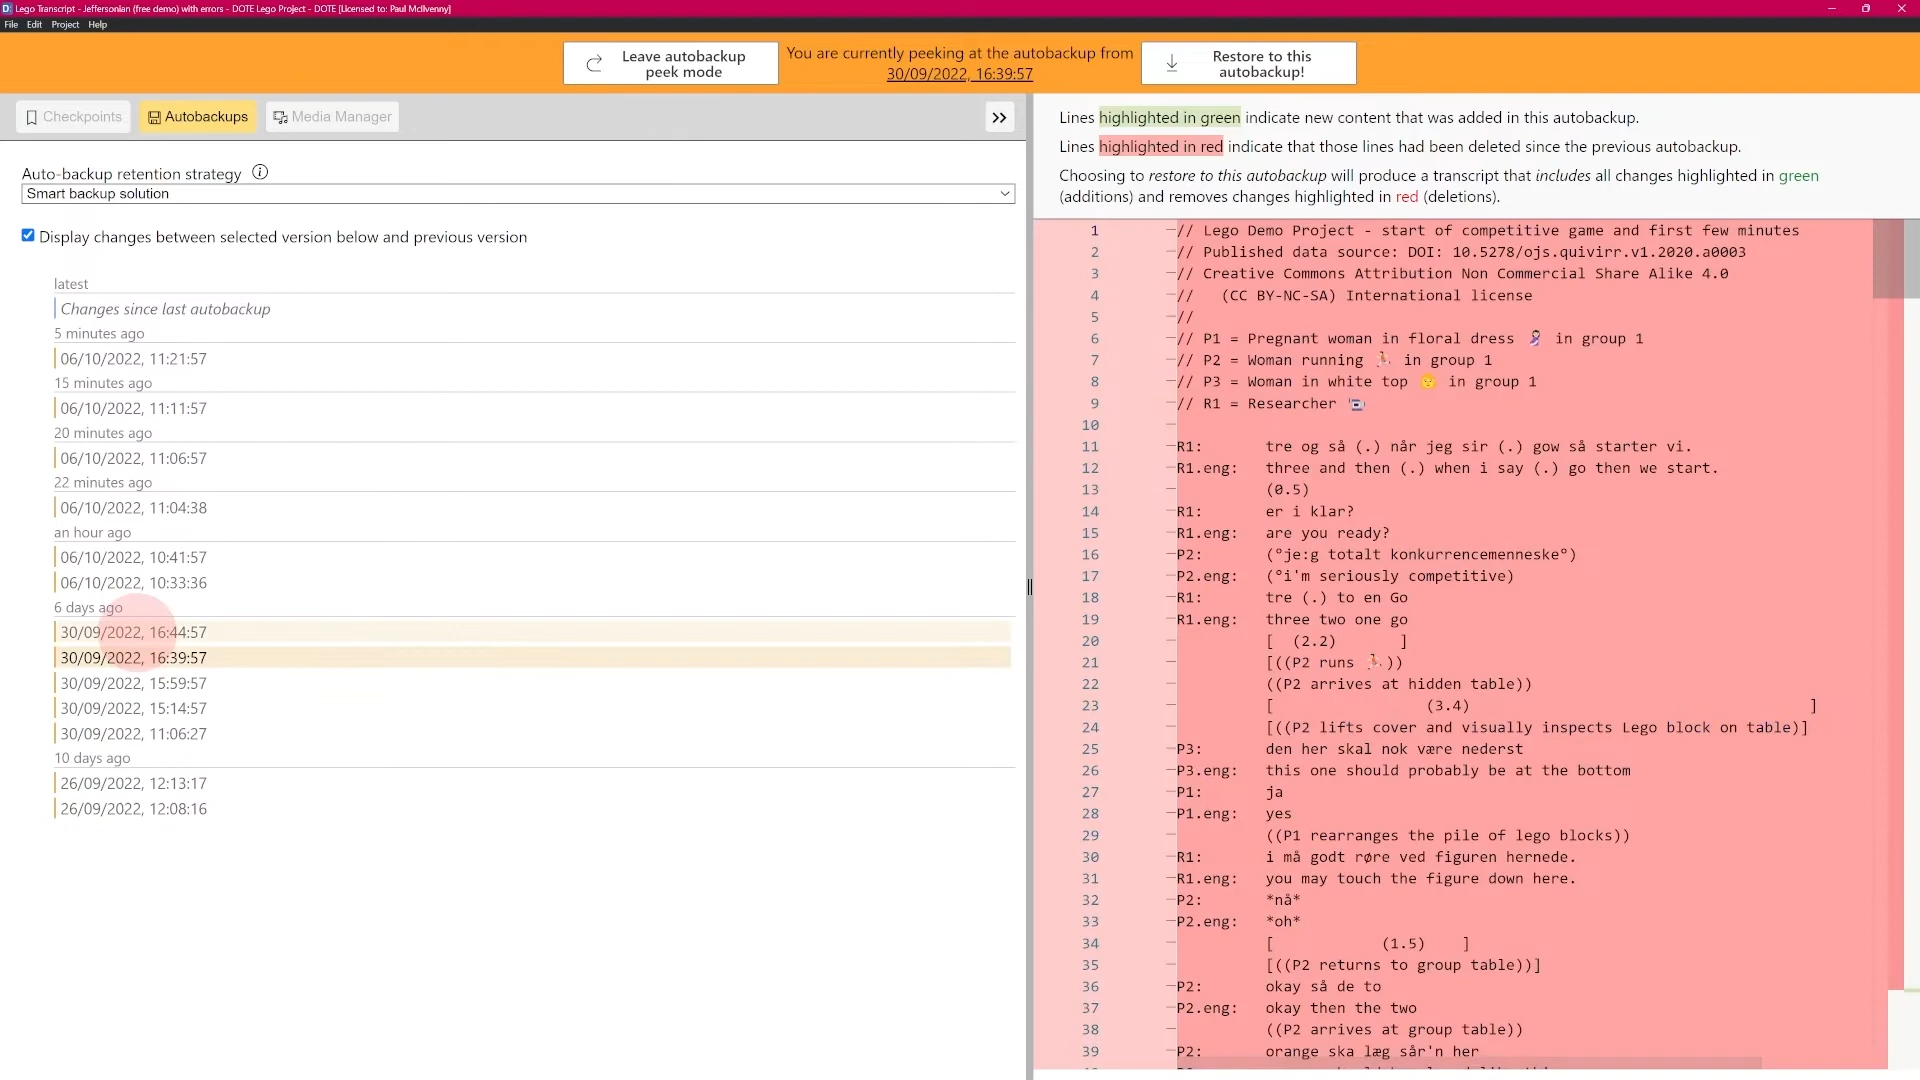 Lego Transcript - Jeffersonian (free demo) with errors - DOTE Lego Project - DOTE [Licensed to: Paul McIlvenny]
File Edit Project Help
Leave autobackup
peek mode
You are currently peeking at the autobackup from
30/09/2022, 16:39:57
Restore to this
autobackup!
Checkpoints
Autobackups
Media Manager
Auto-backup retention strategy
Smart backup solution
Display changes between selected version below and previous version
latest
Changes since last autobackup
5 minutes ago
06/10/2022, 11:21:57
15 minutes ago
06/10/2022, 11:11:57
20 minutes ago
06/10/2022, 11:06:57
22 minutes ago
06/10/2022, 11:04:38
an hour ago
06/10/2022, 10:41:57
06/10/2022, 10:33:36
6 days ago
30/09/2022, 16:44:57
30/09/2022, 16:39:57
30/09/2022, 15:59:57
30/09/2022, 15:14:57
30/09/2022, 11:06:27
10 days ago
26/09/2022, 12:13:17
26/09/2022, 12:08:16
Lines highlighted in green indicate new content that was added in this autobackup.
Lines highlighted in red indicate that those lines had been deleted since the previous autobackup.
Choosing to restore to this autobackup will produce a transcript that includes all changes highlighted in green
(additions) and removes changes highlighted in red (deletions).
1 −// Lego Demo Project - start of competitive game and first few minutes
2 −// Published data source: DOI: 10.5278/ojs.quivirr.v1.2020.a0003
3 −// Creative Commons Attribution Non Commercial Share Alike 4.0
4 −// (CC BY-NC-SA) International license
5 −//
6 −// P1 = Pregnant woman in floral dress 🤰 in group 1
7 −// P2 = Woman running 🏃 in group 1
8 −// P3 = Woman in white top 👩 in group 1
9 −// R1 = Researcher 📹
10 −
11 −R1: tre og så (.) når jeg sir (.) gow så starter vi.
12 −R1.eng: three and then (.) when i say (.) go then we start.
13 − (0.5)
14 −R1: er i klar?
15 −R1.eng: are you ready?
16 −P2: (°je:g totalt konkurrencemenneske°)
17 −P2.eng: (°i'm seriously competitive)
18 −R1: tre (.) to en Go
19 −R1.eng: three two one go
20 − [ (2.2) ]
21 − [((P2 runs 🏃))
22 − ((P2 arrives at hidden table))
23 − [ (3.4) ]
24 − [((P2 lifts cover and visually inspects Lego block on table)]
25 −P3: den her skal nok være nederst
26 −P3.eng: this one should probably be at the bottom
27 −P1: ja
28 −P1.eng: yes
29 − ((P1 rearranges the pile of lego blocks))
30 −R1: i må godt røre ved figuren hernede.
31 −R1.eng: you may touch the figure down here.
32 −P2: *nå*
33 −P2.eng: *oh*
34 − [ (1.5) ]
35 − [((P2 returns to group table))]
36 −P2: okay så de to
37 −P2.eng: okay then the two
38 − ((P2 arrives at group table))
39 −P2: orange ska læg sår'n her